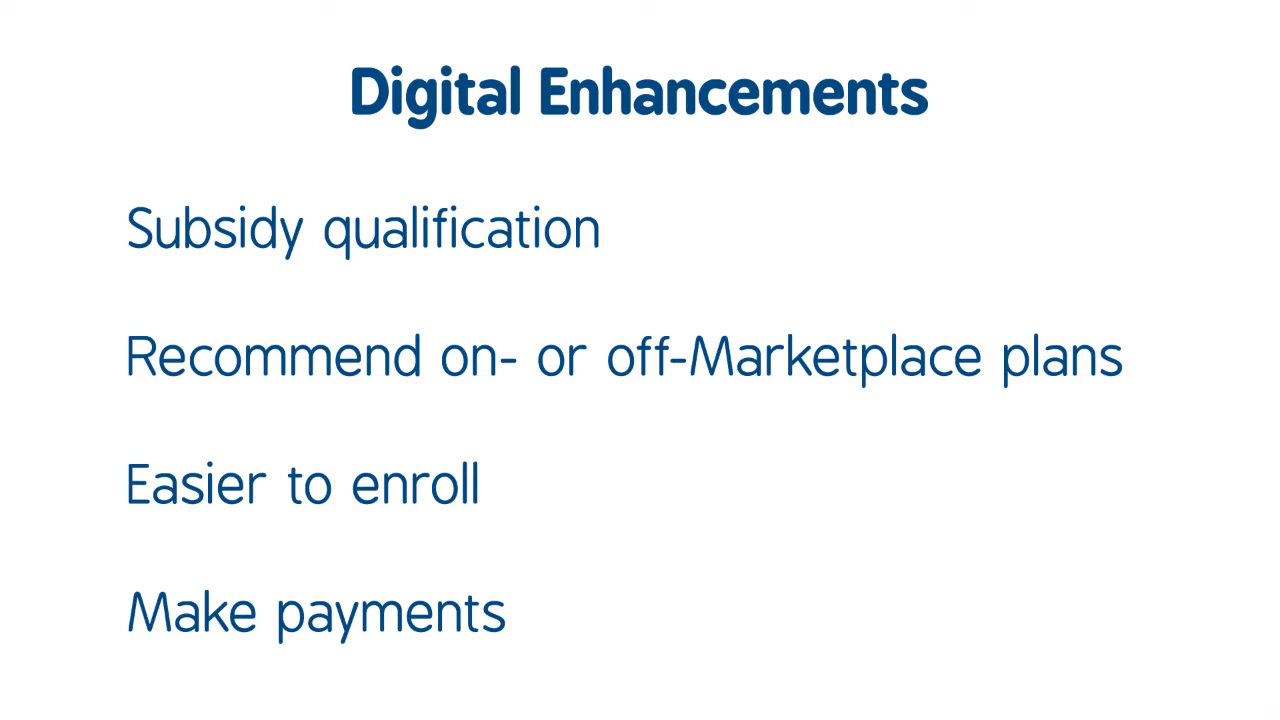 Digital Enhancements
Subsidy qualification
Recommend on- or off-Marketplace plans
Easier to enroll
Make payments